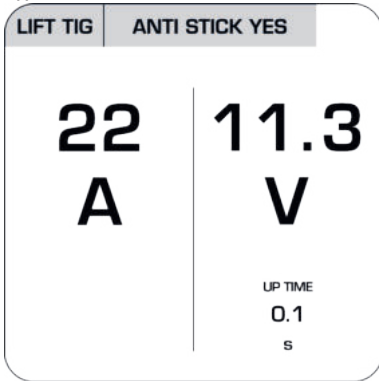 LIFT TIG ANTI STICK YES
22 11.3
A V
UP TIME
0.1
s